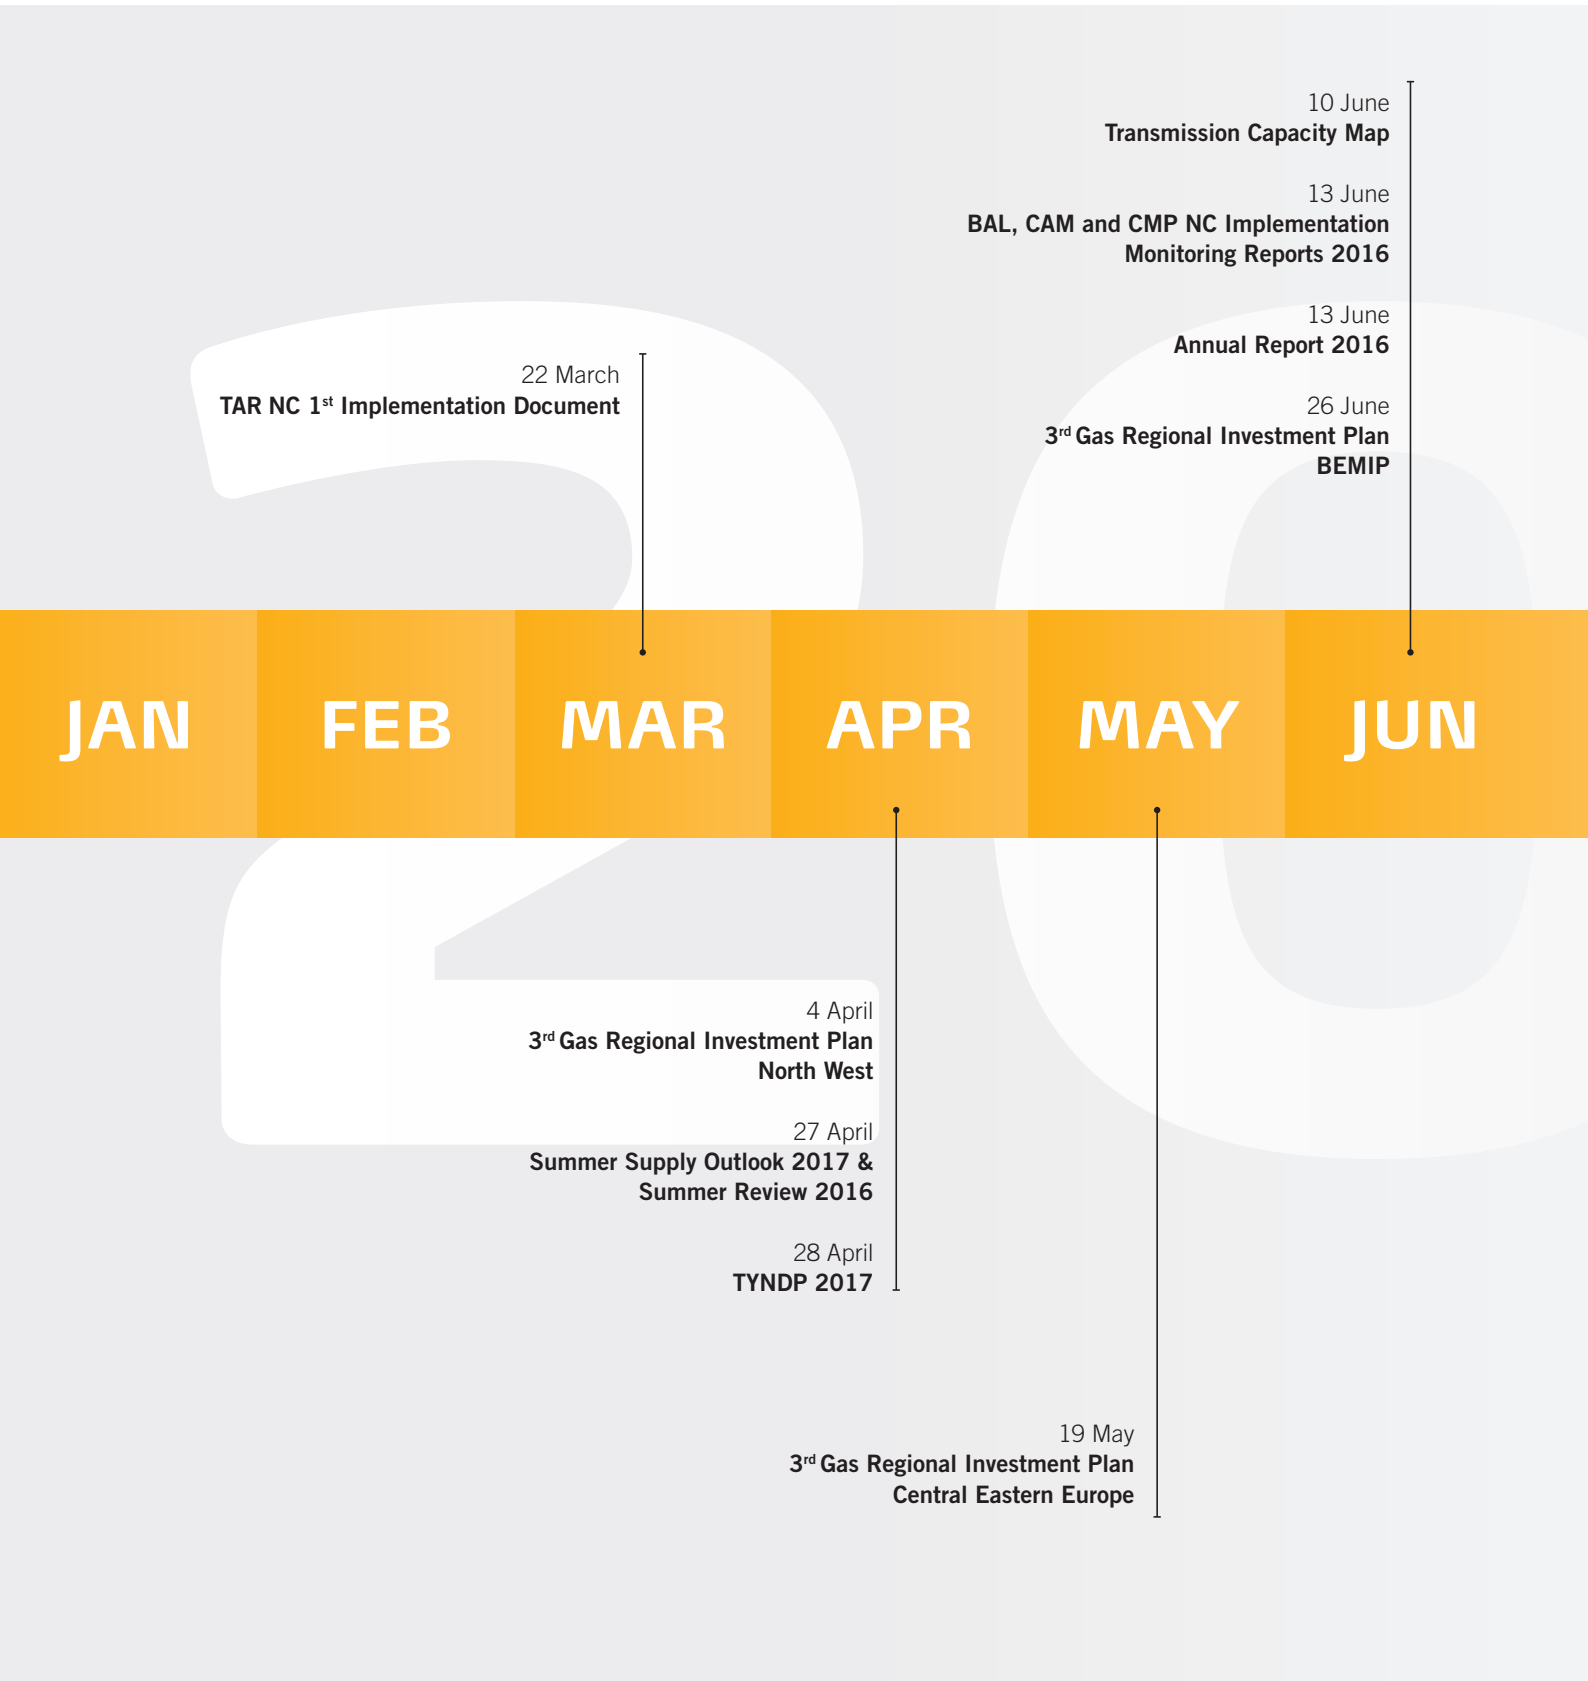 10 June
Transmission Capacity Map
13 June
BAL, CAM and CMP NC Implementation
Monitoring Reports 2016
13 June
Annual Report 2016
26 June
3rd Gas Regional Investment Plan
BEMIP
22 March
TAR NC 1st Implementation Document
JAN FEB MAR APR MAY JUN
4 April
3rd Gas Regional Investment Plan
North West
27 April
Summer Supply Outlook 2017 &
Summer Review 2016
28 April
TYNDP 2017
19 May
3rd Gas Regional Investment Plan
Central Eastern Europe
20